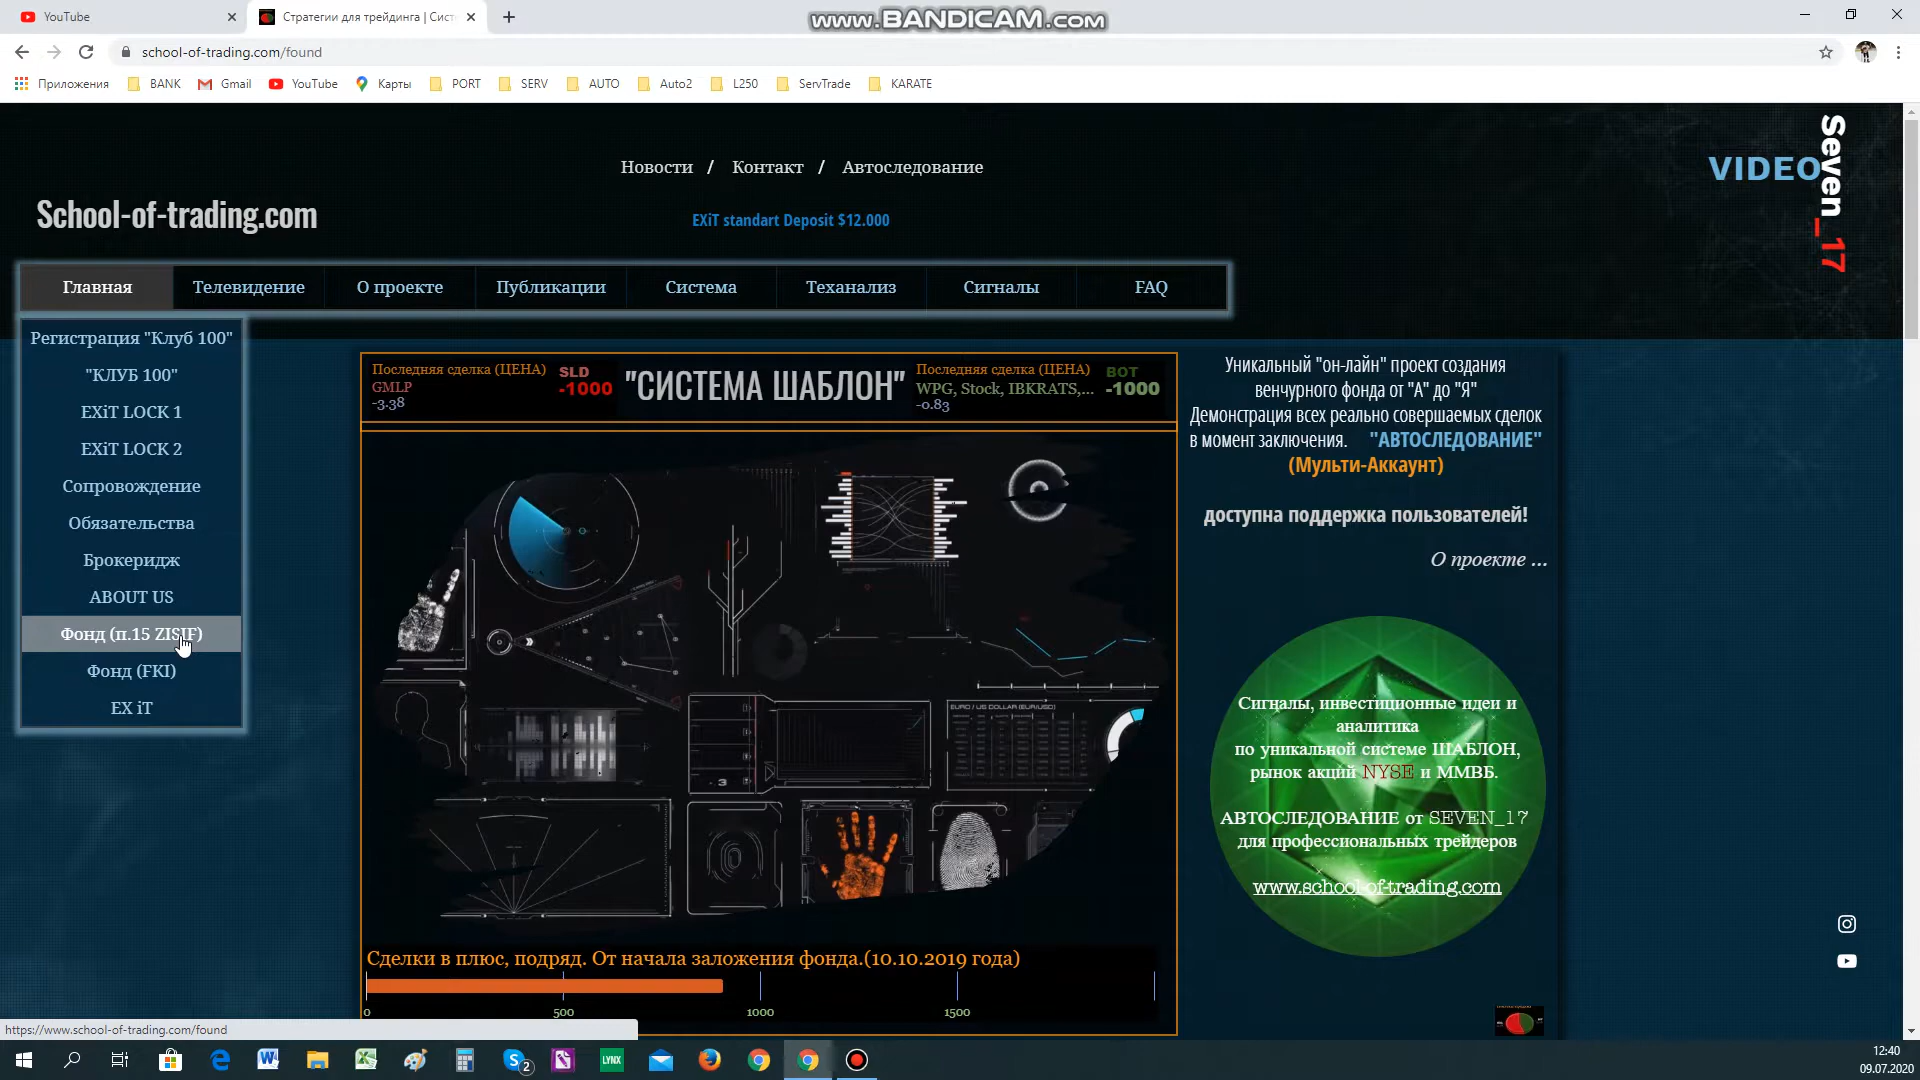 YouTube
Стратегии для трейдинга | Сист
WWW.BANDICAM.COM
school-of-trading.com/found
Приложения
BANK
Gmail
YouTube
Карты
PORT
SERV
AUTO
Auto2
L250
ServTrade
KARATE
Новости / Контакт / Автоследование
VIDEO
Seven_17
School-of-trading.com
EXiT standart Deposit $12.000
Главная
Телевидение
О проекте
Публикации
Система
Теханализ
Сигналы
FAQ
Регистрация "Клуб 100"
"КЛУБ 100"
EXiT LOCK 1
EXiT LOCK 2
Сопровождение
Обязательства
Брокеридж
ABOUT US
Фонд (п.15 ZISIF)
Фонд (FKI)
EX iT
Последняя сделка (ЦЕНА)
GMLP
-3.38
SLD
-1000
"СИСТЕМА ШАБЛОН"
Последняя сделка (ЦЕНА)
WPG, Stock, IBKRATS,...
-0.83
BOT
-1000
EURO / US DOLLAR (EUR/USD)
3
Сделки в плюс, подряд. От начала заложения фонда.(10.10.2019 года)
0
500
1000
1500
Уникальный "он-лайн" проект создания
венчурного фонда от "А" до "Я"
Демонстрация всех реально совершаемых сделок
в момент заключения. "АВТОСЛЕДОВАНИЕ"
(Мульти-Аккаунт)
доступна поддержка пользователей!
О проекте ...
Сигналы, инвестиционные идеи и
аналитика
по уникальной системе ШАБЛОН,
рынок акций NYSE и ММВБ.
АВТОСЛЕДОВАНИЕ от SEVEN_17
для профессиональных трейдеров
www.school-of-trading.com
https://www.school-of-trading.com/found
2
LYNX
12:40
09.07.2020